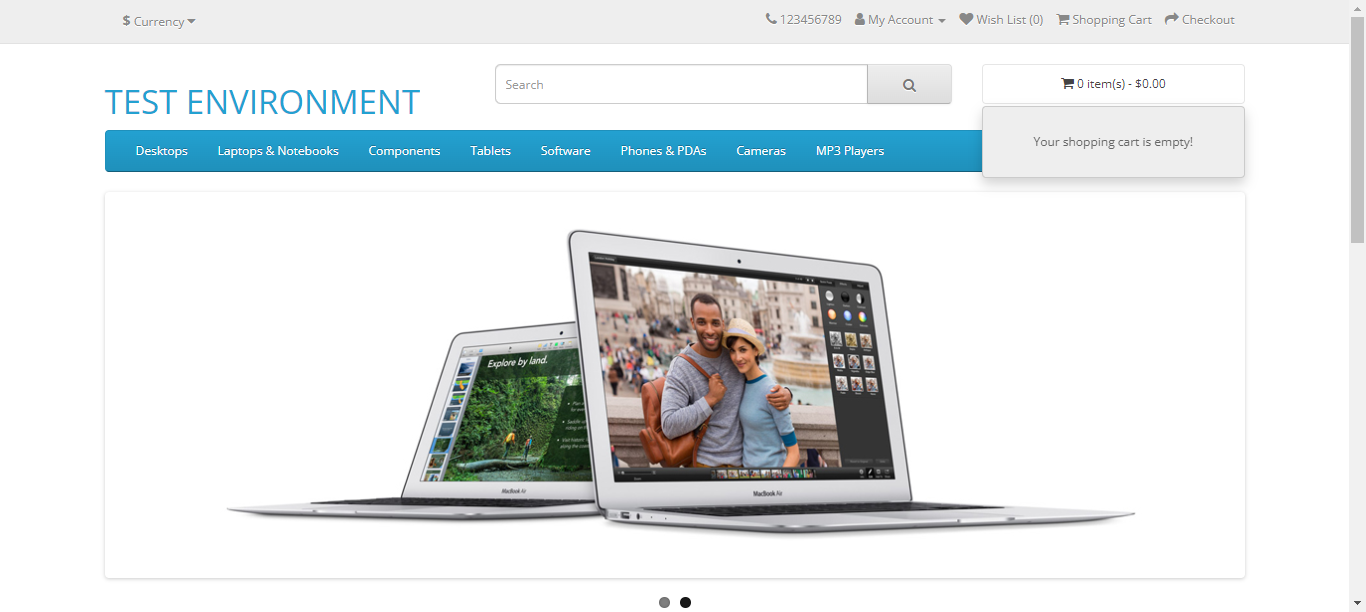 $ Currency
123456789 My Account Wish List (0) Shopping Cart Checkout
TEST ENVIRONMENT
Search
0 item(s) - $0.00
Your shopping cart is empty!
Desktops Laptops & Notebooks Components Tablets Software Phones & PDAs Cameras MP3 Players
Explore by land.
MacBook Air
MacBook Air